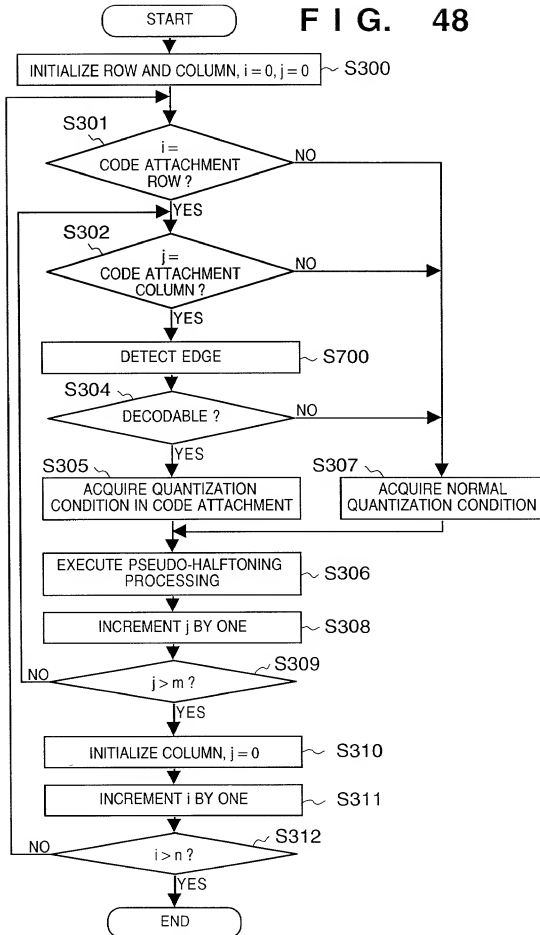 START
F I G. 48
INITIALIZE ROW AND COLUMN, i = 0, j = 0
S300
S301
i =
CODE ATTACHMENT
ROW ?
NO
YES
S302
j =
CODE ATTACHMENT
COLUMN ?
NO
YES
DETECT EDGE
S700
S304
DECODABLE ?
NO
YES
S305
ACQUIRE QUANTIZATION
CONDITION IN CODE ATTACHMENT
S307
ACQUIRE NORMAL
QUANTIZATION CONDITION
EXECUTE PSEUDO-HALFTONING
PROCESSING
S306
INCREMENT j BY ONE
S308
S309
j > m ?
NO
YES
INITIALIZE COLUMN, j = 0
S310
INCREMENT i BY ONE
S311
S312
i > n ?
NO
YES
END